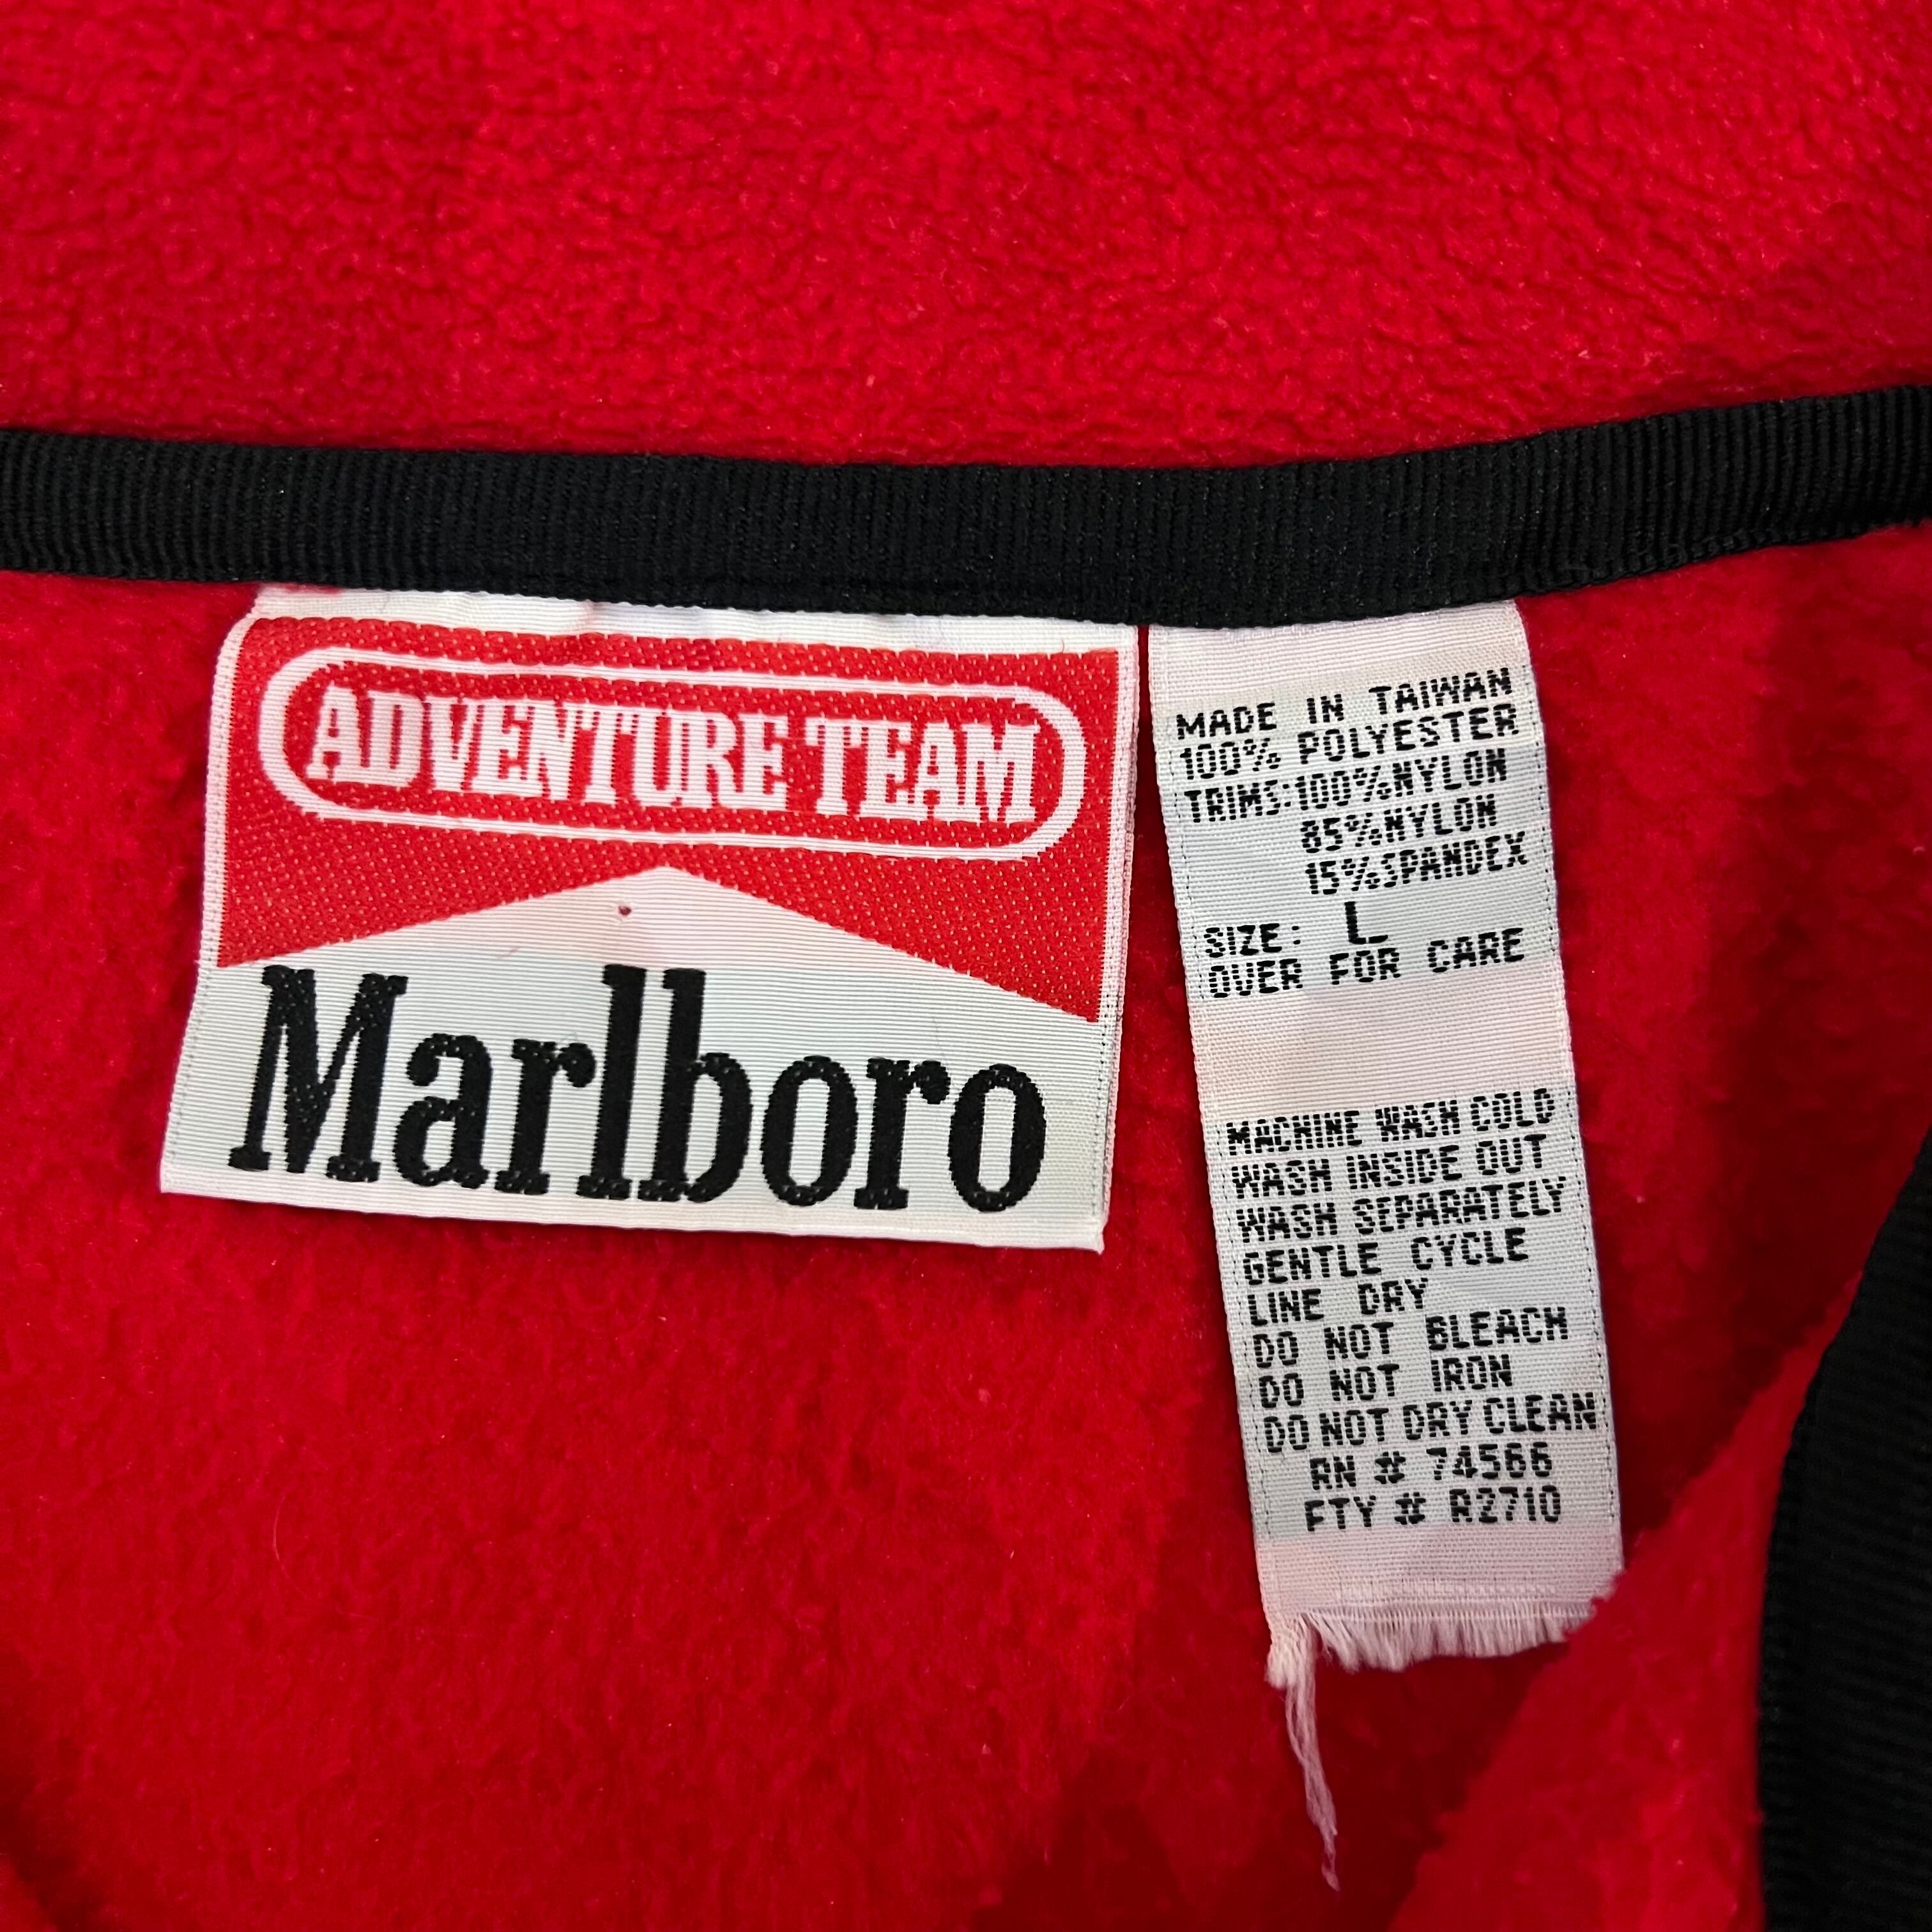 ADVENTURE TEAM
Marlboro
MADE IN TAIWAN
100% POLYESTER
TRIMS:100%NYLON
85%NYLON
15%SPANDEX
SIZE: L
OVER FOR CARE
MACHINE WASH COLD
WASH INSIDE OUT
WASH SEPARATELY
GENTLE CYCLE
LINE DRY
DO NOT BLEACH
DO NOT IRON
DO NOT DRY CLEAN
RN # 74566
FTY # R2710